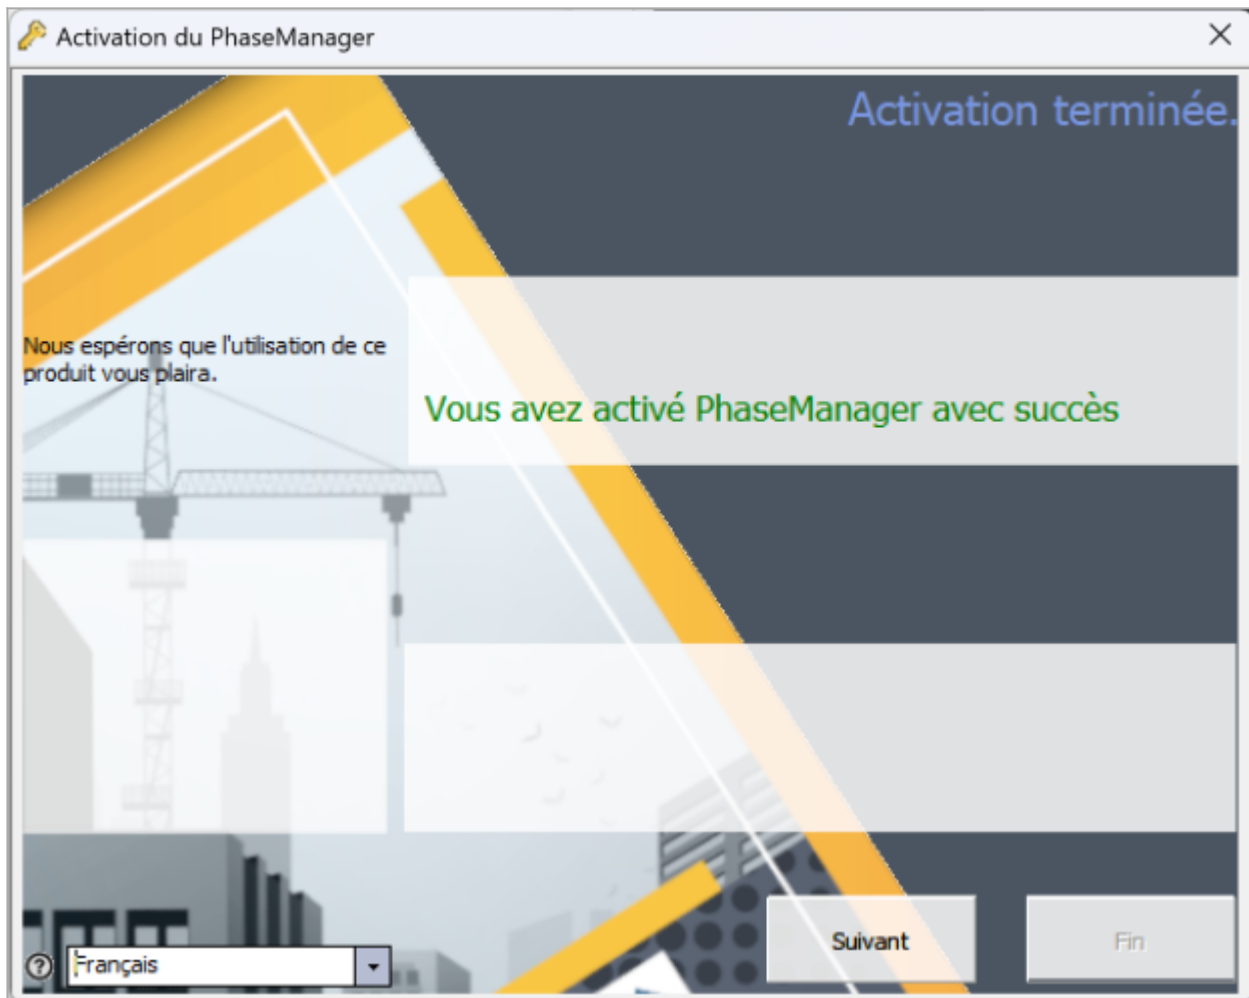 Activation du PhaseManager
Activation terminée.
Nous espérons que l'utilisation de ce
produit vous plaira.
Vous avez activé PhaseManager avec succès
Français
Suivant
Fin